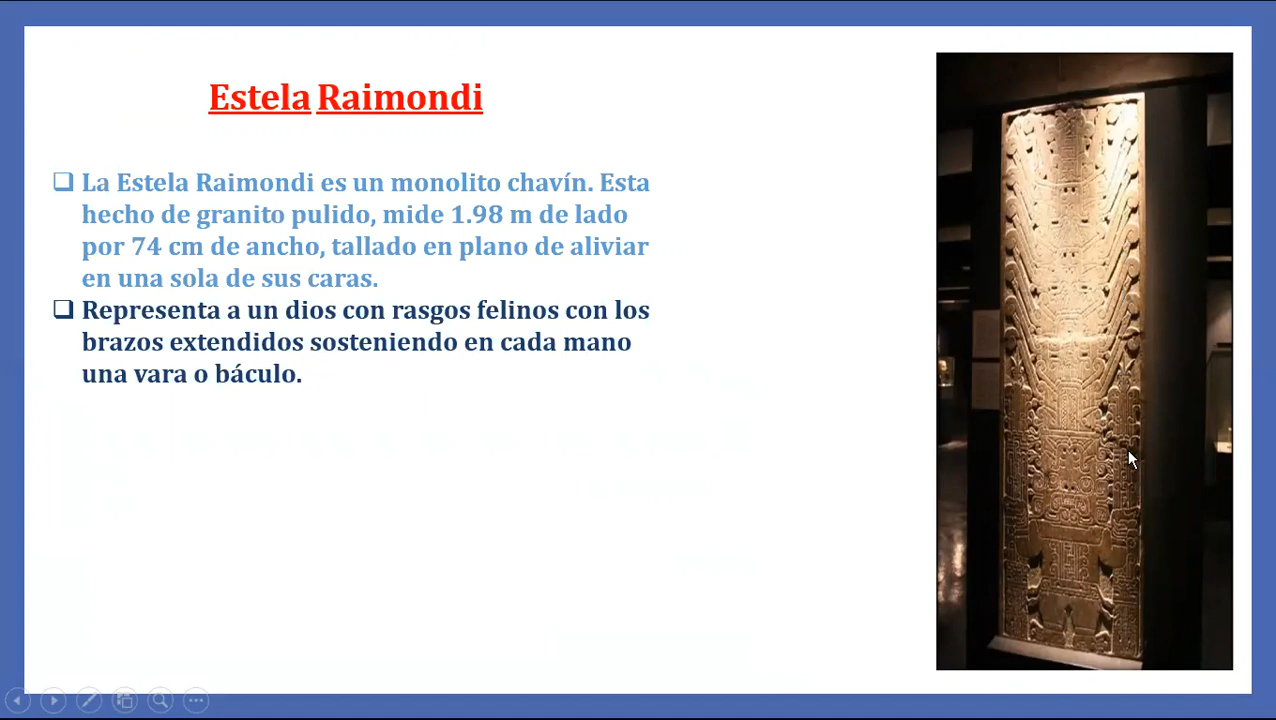 Estela Raimondi
La Estela Raimondi es un monolito chavín. Esta
hecho de granito pulido, mide 1.98 m de lado
por 74 cm de ancho, tallado en plano de aliviar
en una sola de sus caras.
Representa a un dios con rasgos felinos con los
brazos extendidos sosteniendo en cada mano
una vara o báculo.